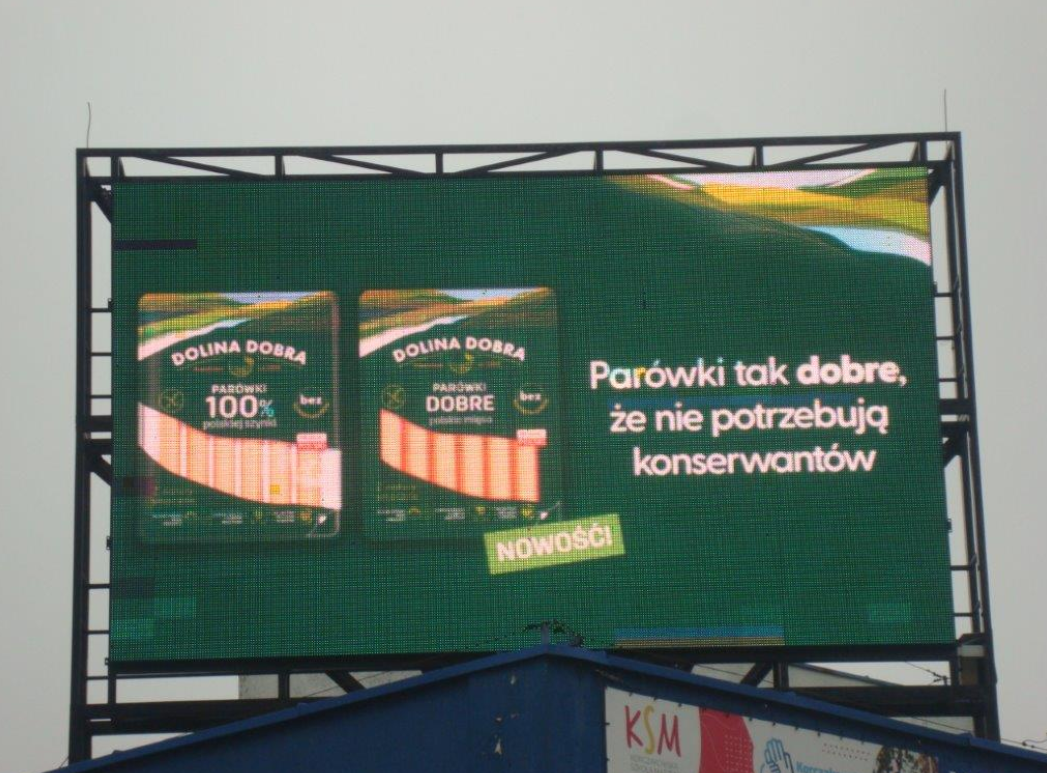 DOLINA DOBRA
PARÓWKI
100%
polskiej szynki
bez
DOLINA DOBRA
PARÓWKI
DOBRE
polskie mięso
bez
Parówki tak dobre,
że nie potrzebują
konserwantów
NOWOŚCI
KSM